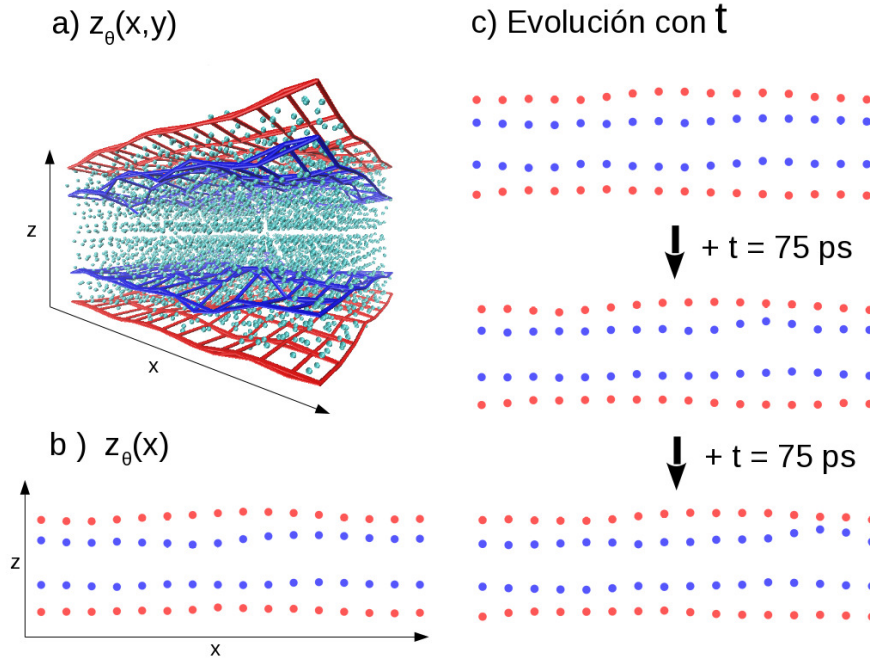 a) zθ(x,y)
z
x
b ) zθ(x)
z
x
c) Evolución con t
+ t = 75 ps
+ t = 75 ps